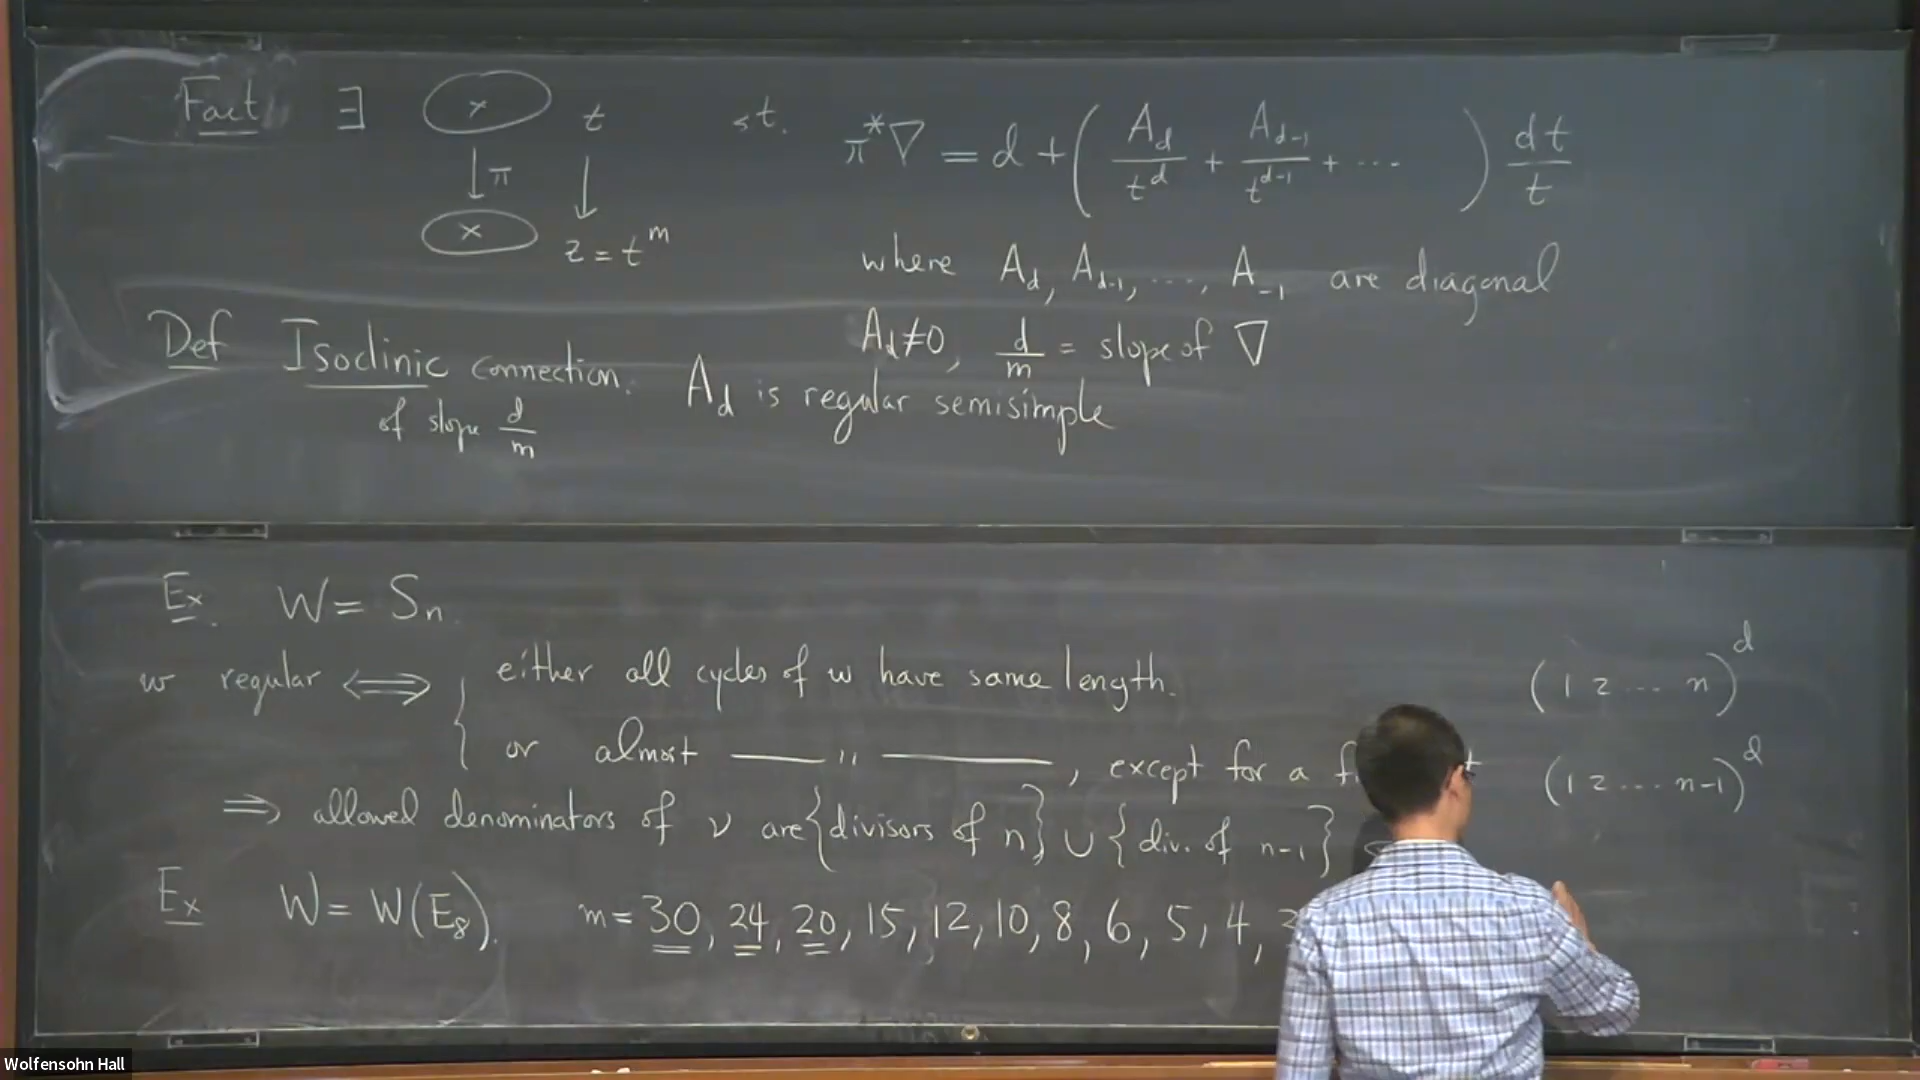 Fact ∃ × t s.t. π*∇ = d + ( A_d / t^d + A_{d-1} / t^{d-1} + ⋯ ) dt / t
↓π ↓
× z = t^m where A_d, A_{d-1}, ⋯, A_{-1} are diagonal
A_d ≠ 0, d/m = slope of ∇
Def Isoclinic connection. A_d is regular semisimple
of slope d/m
Ex. W = S_n.
w regular ⟺ { either all cycles of w have same length. (1 2 ⋯ n)^d
or almost —〃—, except for a (1 2 ⋯ n-1)^d
⇒ allowed denominators of ν are {divisors of n} ∪ {div. of n-1}
Ex W = W(E_8). m = 30, 24, 20, 15, 12, 10, 8, 6, 5, 4,
Wolfensohn Hall